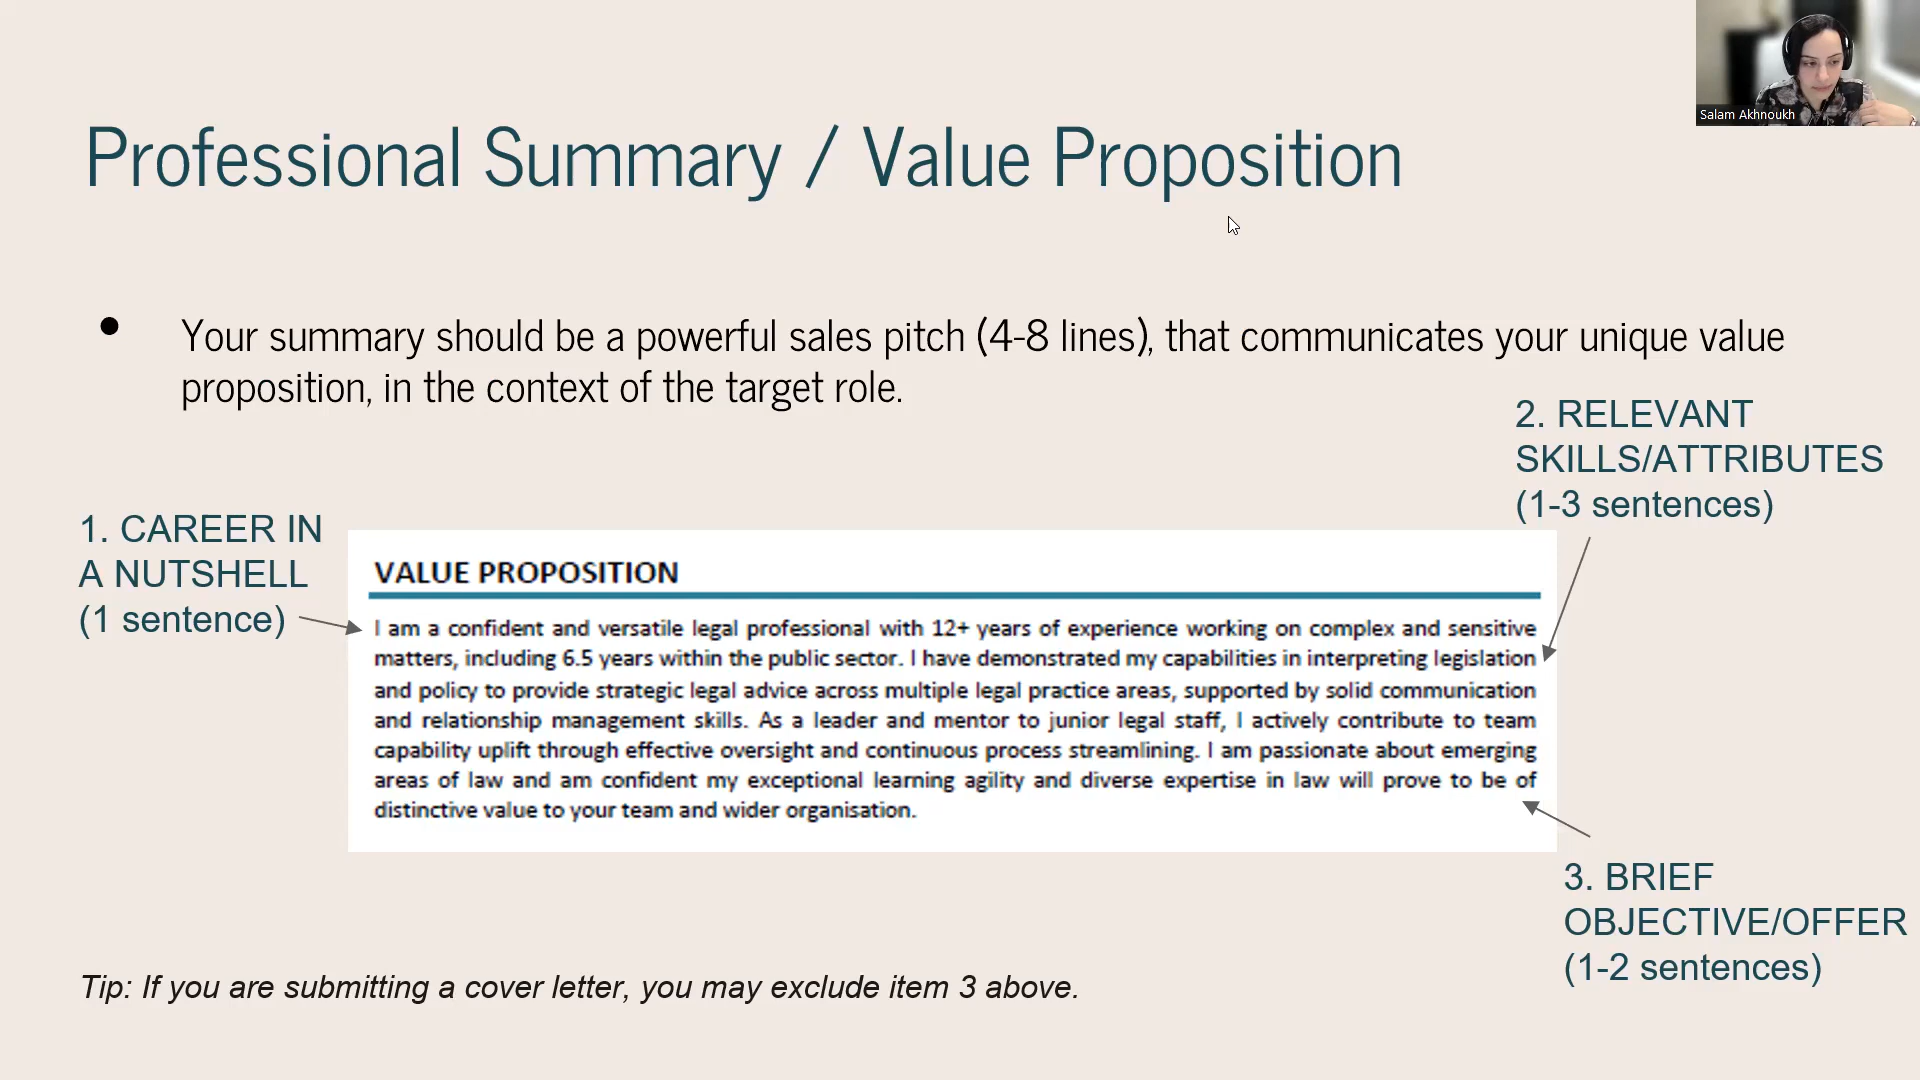 Salam Akhnoukh
Professional Summary / Value Proposition
• Your summary should be a powerful sales pitch (4-8 lines), that communicates your unique value
proposition, in the context of the target role.
2. RELEVANT
SKILLS/ATTRIBUTES
(1-3 sentences)
1. CAREER IN
A NUTSHELL
(1 sentence)
VALUE PROPOSITION
I am a confident and versatile legal professional with 12+ years of experience working on complex and sensitive
matters, including 6.5 years within the public sector. I have demonstrated my capabilities in interpreting legislation
and policy to provide strategic legal advice across multiple legal practice areas, supported by solid communication
and relationship management skills. As a leader and mentor to junior legal staff, I actively contribute to team
capability uplift through effective oversight and continuous process streamlining. I am passionate about emerging
areas of law and am confident my exceptional learning agility and diverse expertise in law will prove to be of
distinctive value to your team and wider organisation.
3. BRIEF
OBJECTIVE/OFFER
(1-2 sentences)
Tip: If you are submitting a cover letter, you may exclude item 3 above.